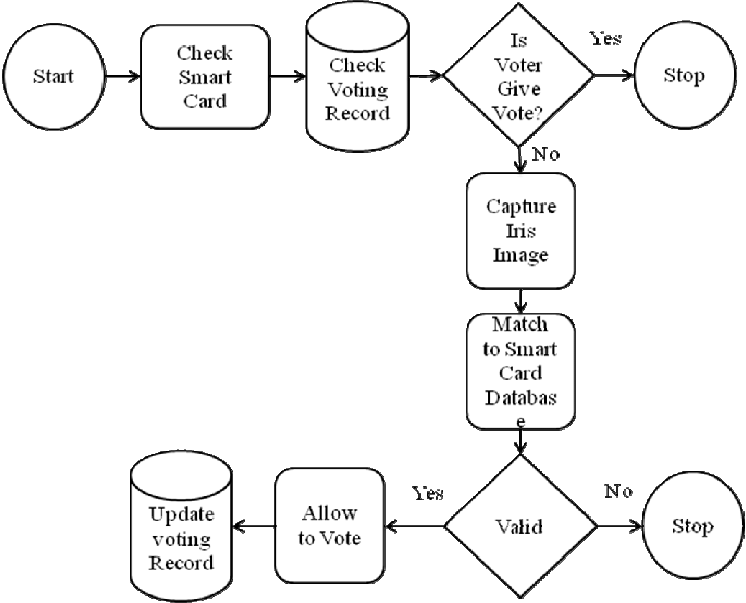 Start
Check
Smart
Card
Check
Voting
Record
Is
Voter
Give
Vote?
Yes
Stop
No
Capture
Iris
Image
Match
to Smart
Card
Databas
e
Valid
Yes
No
Stop
Allow
to Vote
Update
voting
Record